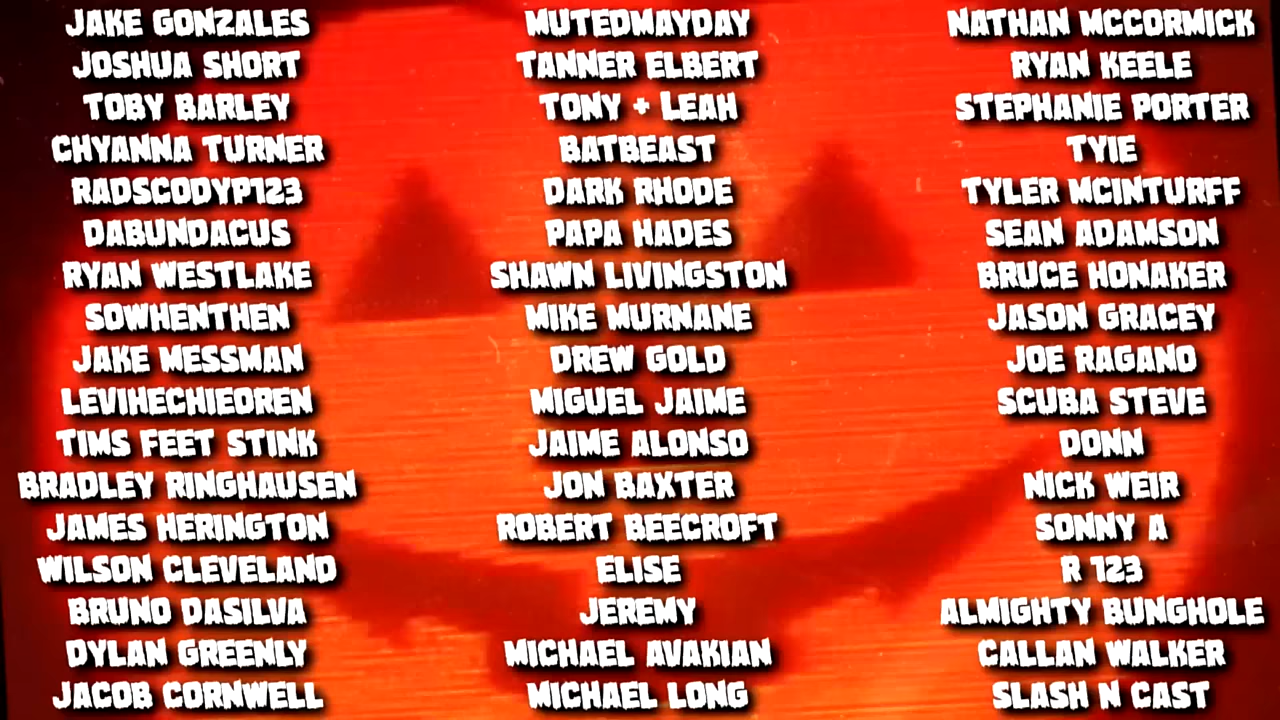 JAKE GONZALES
JOSHUA SHORT
TOBY BARLEY
CHYANNA TURNER
RADSCODYP123
DABUNDACUS
RYAN WESTLAKE
SOWHENTHEN
JAKE MESSMAN
LEVIHECHIEOREN
TIMS FEET STINK
BRADLEY RINGHAUSEN
JAMES HERINGTON
WILSON CLEVELAND
BRUNO DASILVA
DYLAN GREENLY
JACOB CORNWELL
MUTEDMAYDAY
TANNER ELBERT
TONY + LEAH
BATBEAST
DARK RHODE
PAPA HADES
SHAWN LIVINGSTON
MIKE MURNANE
DREW GOLD
MIGUEL JAIME
JAIME ALONSO
JON BAXTER
ROBERT BEECROFT
ELISE
JEREMY
MICHAEL AVAKIAN
MICHAEL LONG
NATHAN MCCORMICK
RYAN KEELE
STEPHANIE PORTER
TYIE
TYLER MCINTURFF
SEAN ADAMSON
BRUCE HONAKER
JASON GRACEY
JOE RAGANO
SCUBA STEVE
DONN
NICK WEIR
SONNY A
R 123
ALMIGHTY BUNGHOLE
CALLAN WALKER
SLASH N CAST